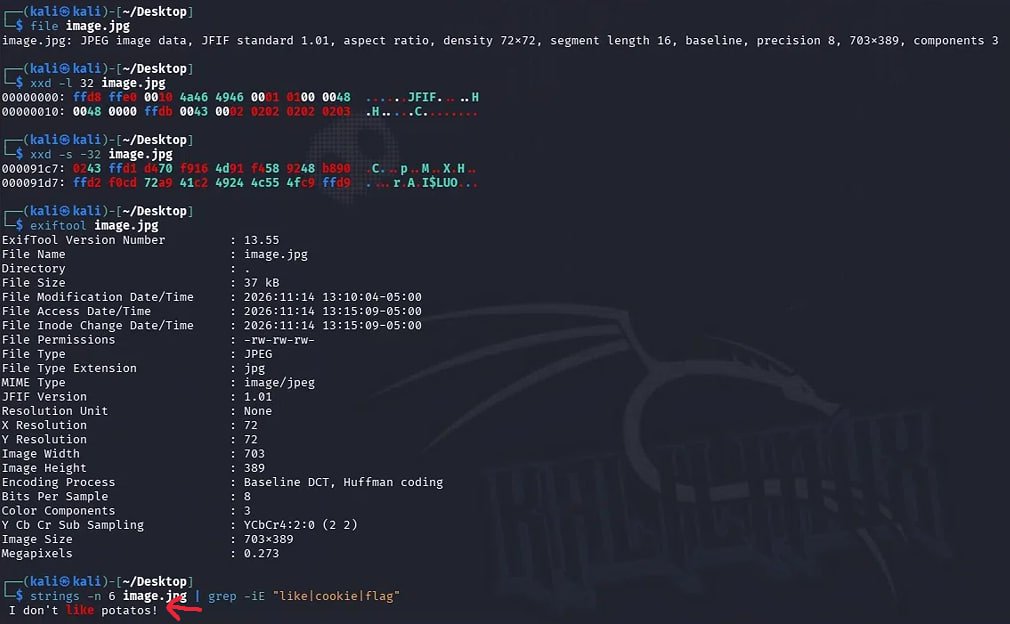 ┌──(kali㉿kali)-[~/Desktop]
└─$ file image.jpg
image.jpg: JPEG image data, JFIF standard 1.01, aspect ratio, density 72×72, segment length 16, baseline, precision 8, 703×389, components 3
┌──(kali㉿kali)-[~/Desktop]
└─$ xxd -l 32 image.jpg
00000000: ffd8 ffe0 0010 4a46 4946 0001 0100 0048  ......JFIF.....H
00000010: 0048 0000 ffdb 0043 0002 0202 0202 0203  .H.....C........
┌──(kali㉿kali)-[~/Desktop]
└─$ xxd -s -32 image.jpg
000091c7: 0243 ffd1 d470 f916 4d91 f458 9248 b890  .C...p..M..X.H..
000091d7: ffd2 f0cd 72a9 41c2 4924 4c55 4fc9 ffd9  ....r.A.I$LUO...
┌──(kali㉿kali)-[~/Desktop]
└─$ exiftool image.jpg
ExifTool Version Number : 13.55
File Name : image.jpg
Directory : .
File Size : 37 kB
File Modification Date/Time : 2026:11:14 13:10:04-05:00
File Access Date/Time : 2026:11:14 13:15:09-05:00
File Inode Change Date/Time : 2026:11:14 13:15:09-05:00
File Permissions : -rw-rw-rw-
File Type : JPEG
File Type Extension : jpg
MIME Type : image/jpeg
JFIF Version : 1.01
Resolution Unit : None
X Resolution : 72
Y Resolution : 72
Image Width : 703
Image Height : 389
Encoding Process : Baseline DCT, Huffman coding
Bits Per Sample : 8
Color Components : 3
Y Cb Cr Sub Sampling : YCbCr4:2:0 (2 2)
Image Size : 703×389
Megapixels : 0.273
┌──(kali㉿kali)-[~/Desktop]
└─$ strings -n 6 image.jpg | grep -iE "like|cookie|flag"
I don't like potatos!
KALI LINUX